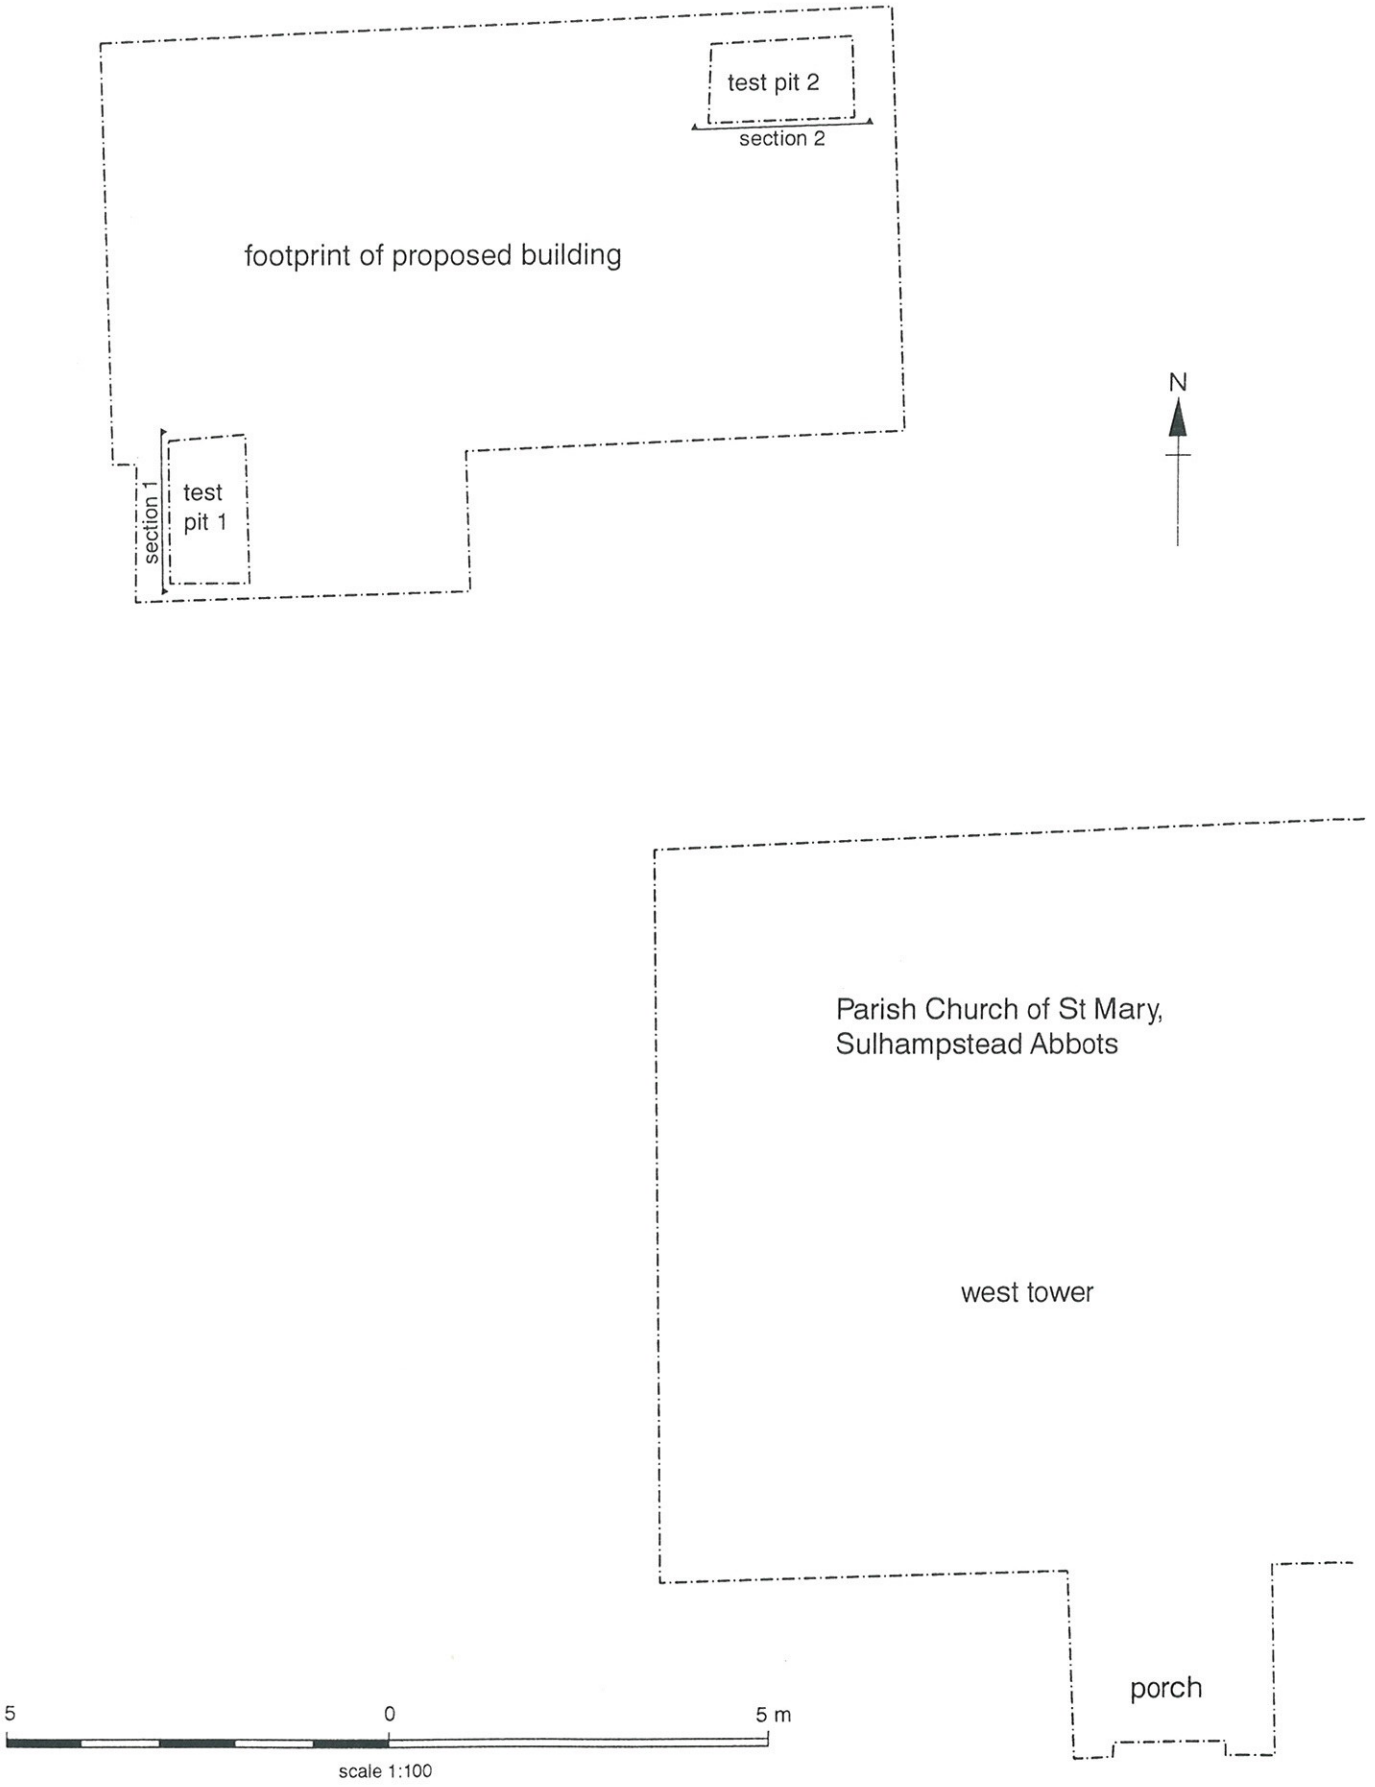 test pit 2
section 2
footprint of proposed building
N
section 1
test
pit 1
Parish Church of St Mary,
Sulhampstead Abbots
west tower
porch
5 0 5 m
scale 1:100